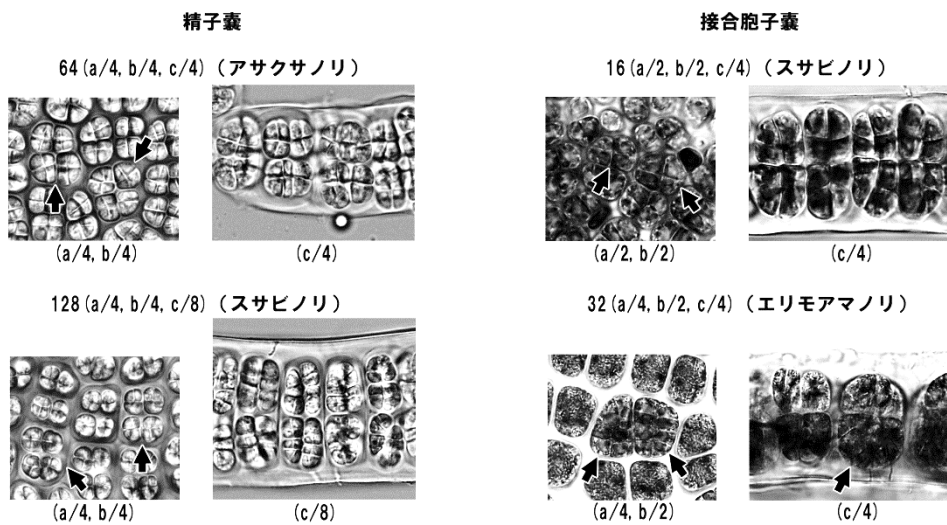 精子囊
64(a/4, b/4, c/4)(アサクサノリ)
(a/4, b/4)
(c/4)
128(a/4, b/4, c/8)(スサビノリ)
(a/4, b/4)
(c/8)
接合胞子囊
16(a/2, b/2, c/4)(スサビノリ)
(a/2, b/2)
(c/4)
32(a/4, b/2, c/4)(エリモアマノリ)
(a/4, b/2)
(c/4)